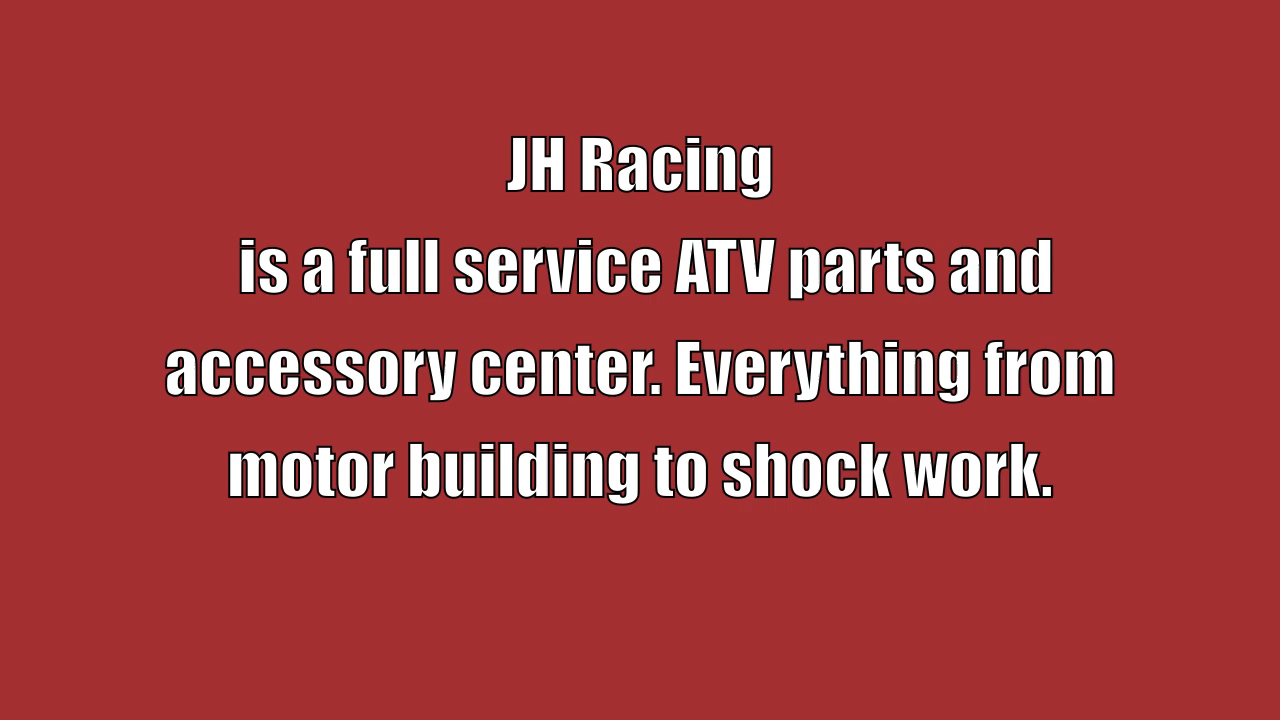 JH Racing
is a full service ATV parts and
accessory center. Everything from
motor building to shock work.